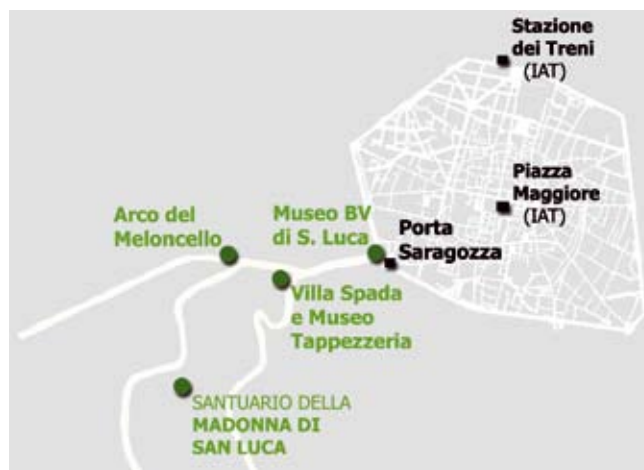 Stazione
dei Treni
(IAT)
Piazza
Maggiore
(IAT)
Arco del
Meloncello
Museo BV
di S. Luca
Porta
Saragozza
Villa Spada
e Museo
Tappezzeria
SANTUARIO DELLA
MADONNA DI
SAN LUCA